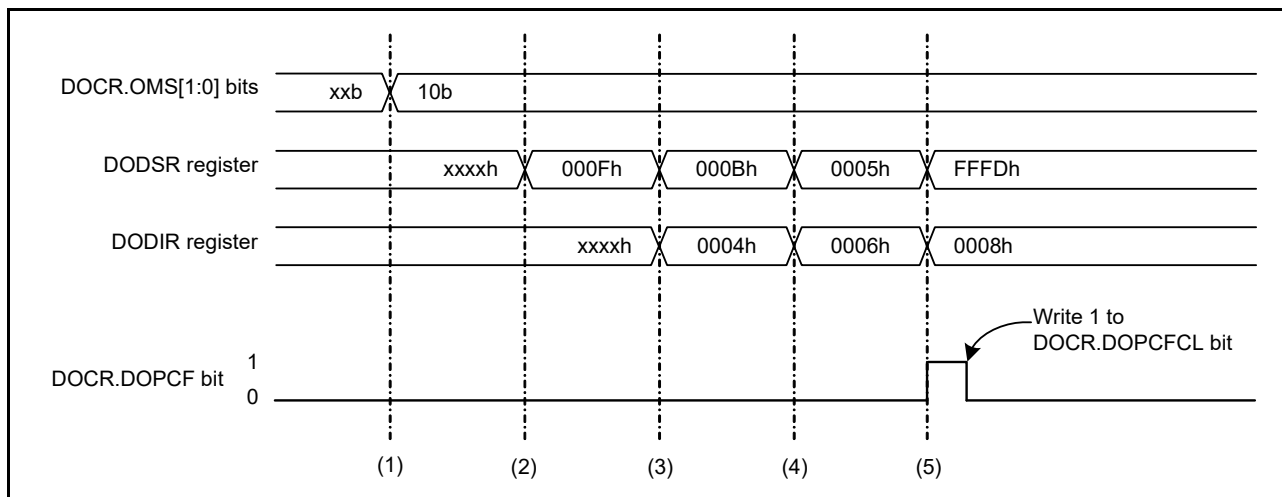 DOCR.OMS[1:0] bits xxb 10b
DODSR register xxxxh 000Fh 000Bh 0005h FFFDh
DODIR register xxxxh 0004h 0006h 0008h
Write 1 to
DOCR.DOPCFCL bit
1
DOCR.DOPCF bit
0
(1) (2) (3) (4) (5)